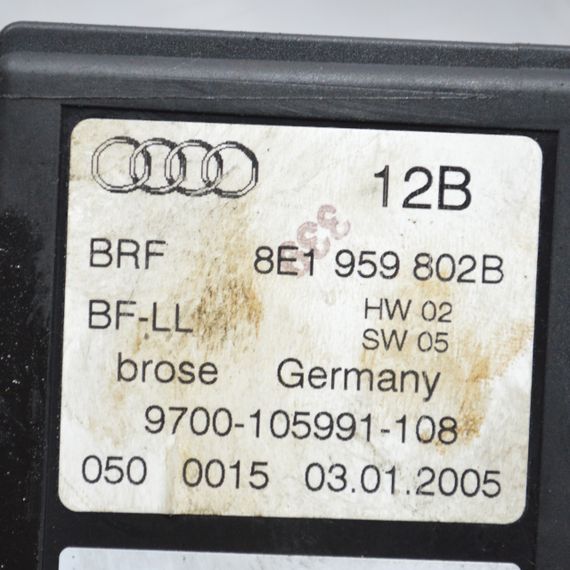 12B
BRF 8E1 959 802B
BF-LL HW 02
SW 05
brose Germany
9700-105991-108
050 0015 03.01.2005